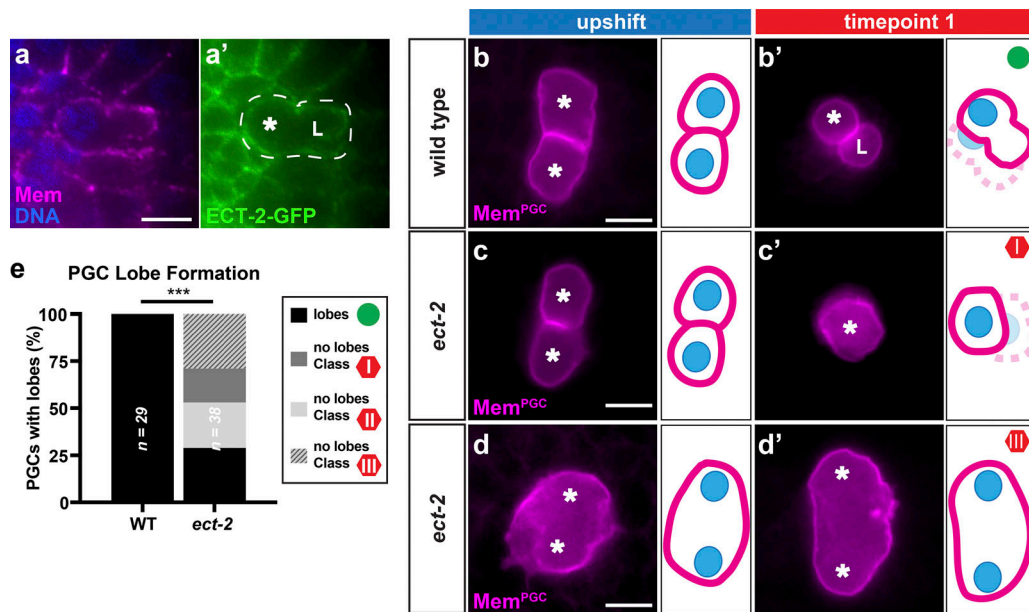 upshift
timepoint 1
a
Mem
DNA
a'
*
L
ECT-2-GFP
wild type
b
*
*
Mem^PGC
b'
*
L
ect-2
c
*
*
Mem^PGC
c'
*
I
ect-2
d
*
*
Mem^PGC
d'
*
*
III
e
PGC Lobe Formation
***
PGCs with lobes (%)
100
75
50
25
0
n = 29
n = 38
WT
ect-2
lobes
no lobes
Class I
no lobes
Class II
no lobes
Class III